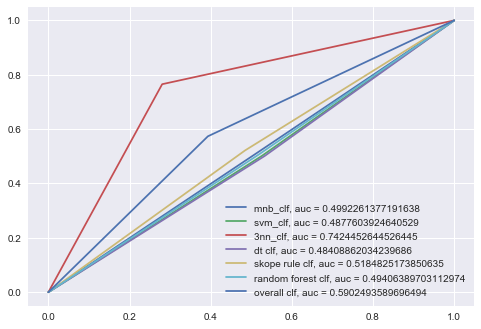 1.0
0.8
0.6
0.4
0.2
0.0
mnb_clf, auc = 0.4992261377191638
svm_clf, auc = 0.4877603924640529
3nn_clf, auc = 0.7424452644526445
dt clf, auc = 0.48408862034239686
skope rule clf, auc = 0.5184825173850635
random forest clf, auc = 0.49406389703112974
overall clf, auc = 0.5902493589696494
0.0 0.2 0.4 0.6 0.8 1.0